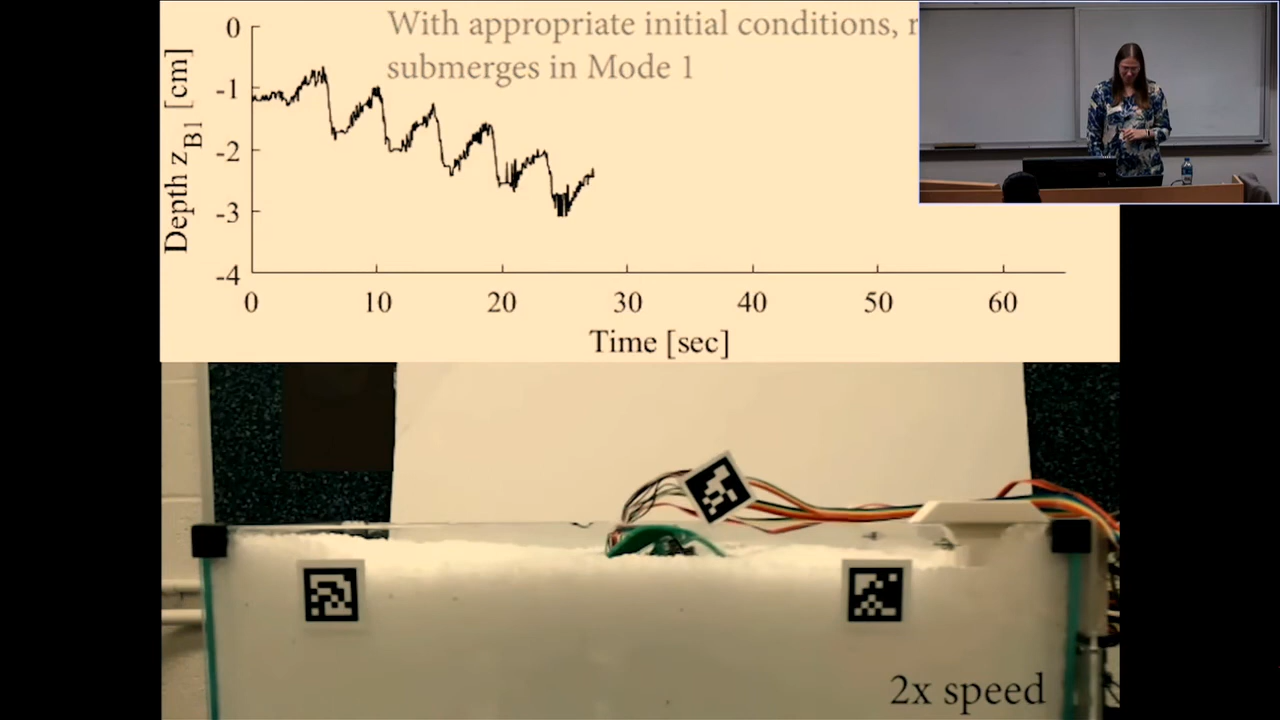 With appropriate initial conditions, r
submerges in Mode 1
Depth z_B1 [cm]
0
-1
-2
-3
-4
0 10 20 30 40 50 60
Time [sec]
2x speed